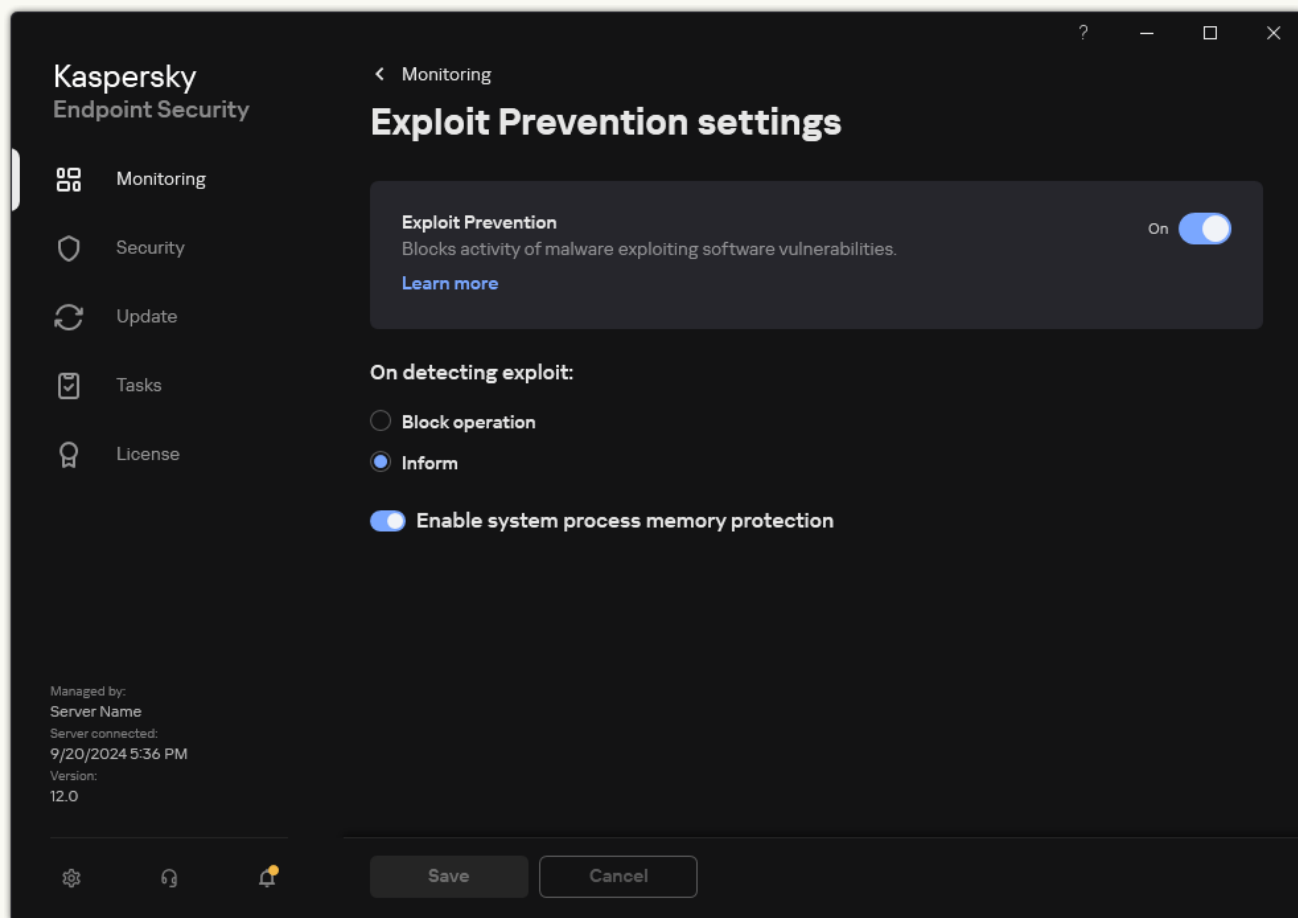 ?
Kaspersky
Endpoint Security
Monitoring
Security
Update
Tasks
License
Managed by:
Server Name
Server connected:
9/20/2024 5:36 PM
Version:
12.0
Monitoring
Exploit Prevention settings
Exploit Prevention
Blocks activity of malware exploiting software vulnerabilities.
Learn more
On
On detecting exploit:
Block operation
Inform
Enable system process memory protection
Save
Cancel